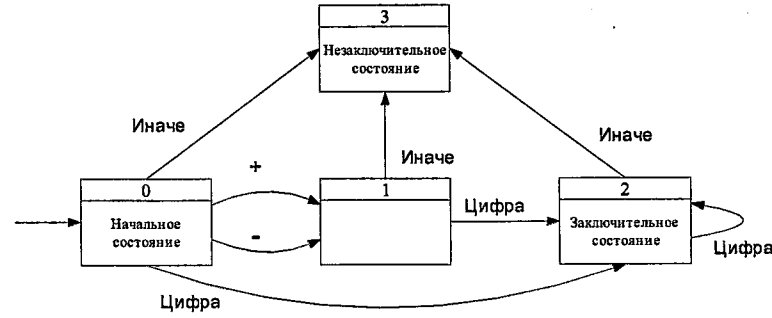 3
Незаключительное
состояние
Иначе
Иначе
Иначе
+
-
0
Начальное
состояние
1
Цифра
2
Заключительное
состояние
Цифра
Цифра